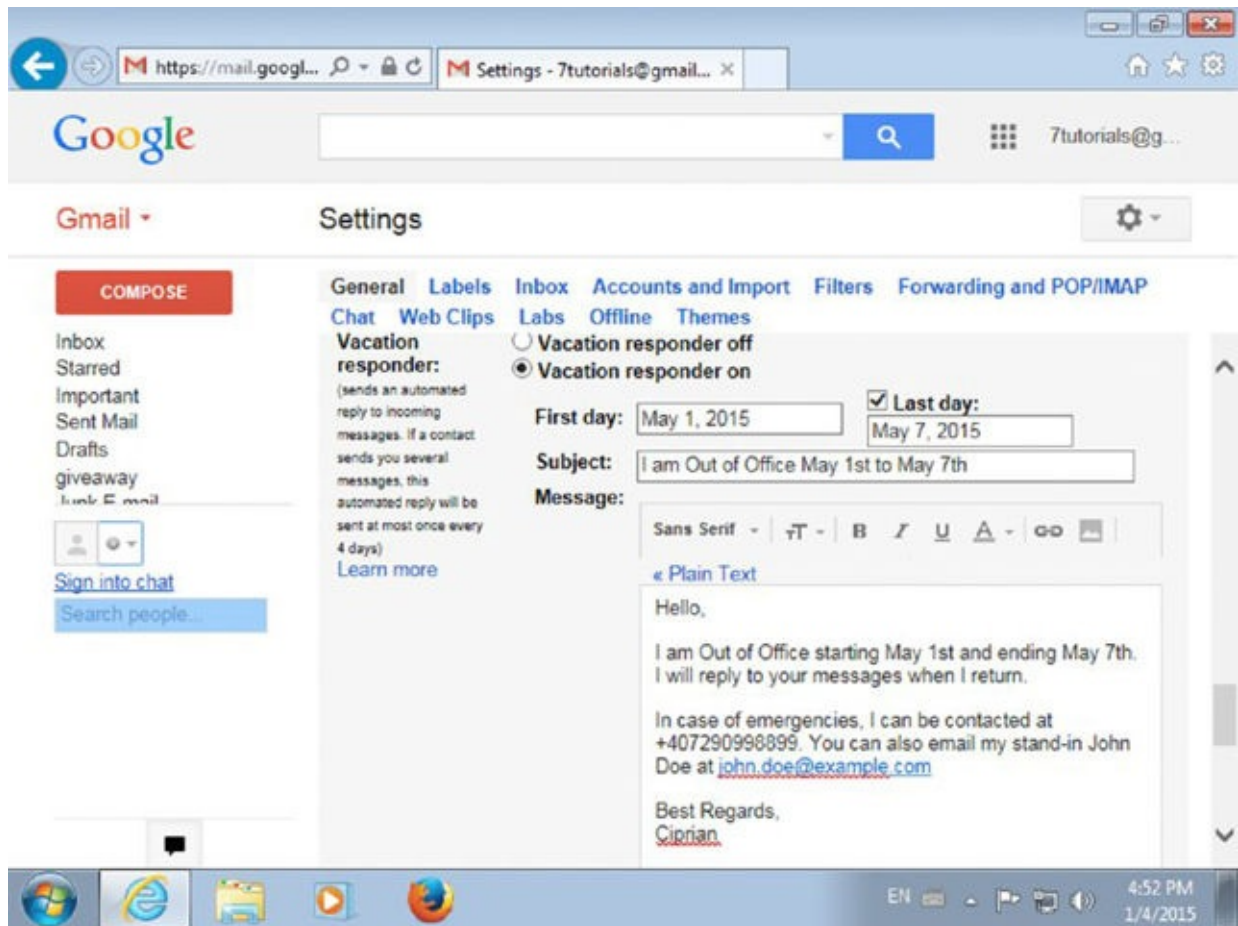 https://mail.googl...
Settings - 7tutorials@gmail...
Google
7tutorials@g...
Gmail
Settings
COMPOSE
Inbox
Starred
Important
Sent Mail
Drafts
giveaway
Junk E-mail
Sign into chat
Search people...
General Labels Inbox Accounts and Import Filters Forwarding and POP/IMAP
Chat Web Clips Labs Offline Themes
Vacation
responder:
(sends an automated
reply to incoming
messages. If a contact
sends you several
messages, this
automated reply will be
sent at most once every
4 days)
Learn more
Vacation responder off
Vacation responder on
First day: May 1, 2015
Last day:
May 7, 2015
Subject: I am Out of Office May 1st to May 7th
Message:
Sans Serif T B I U A
« Plain Text
Hello,
I am Out of Office starting May 1st and ending May 7th.
I will reply to your messages when I return.
In case of emergencies, I can be contacted at
+407290998899. You can also email my stand-in John
Doe at john.doe@example.com
Best Regards,
Ciprian
EN
4:52 PM
1/4/2015